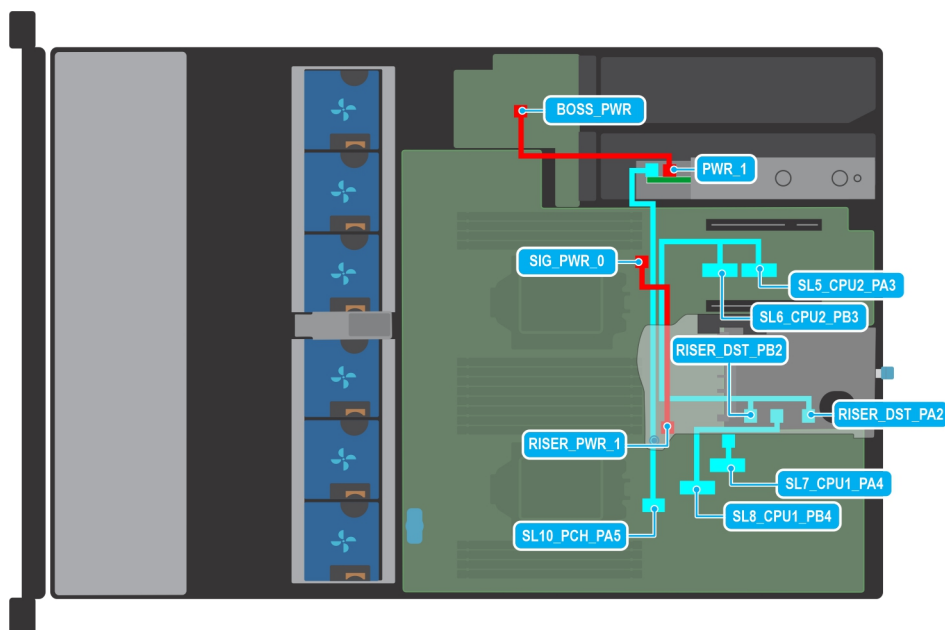 BOSS_PWR
PWR_1
SIG_PWR_0
SL5_CPU2_PA3
SL6_CPU2_PB3
RISER_DST_PB2
RISER_DST_PA2
RISER_PWR_1
SL7_CPU1_PA4
SL8_CPU1_PB4
SL10_PCH_PA5